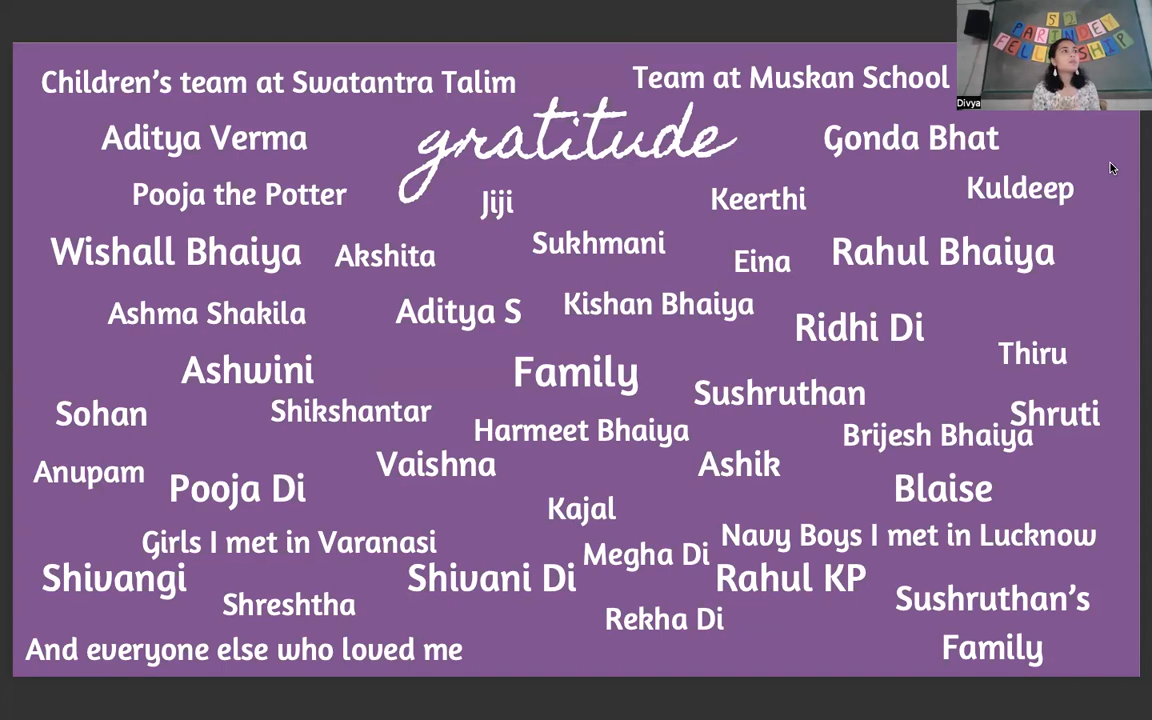 52
PARINDEY
FELLOWSHIP
Divya
Children's team at Swatantra Talim
Team at Muskan School
gratitude
Aditya Verma
Gonda Bhat
Pooja the Potter
Jiji
Keerthi
Kuldeep
Wishall Bhaiya
Akshita
Sukhmani
Eina
Rahul Bhaiya
Ashma Shakila
Aditya S
Kishan Bhaiya
Ridhi Di
Thiru
Ashwini
Family
Sushruthan
Sohan
Shikshantar
Harmeet Bhaiya
Brijesh Bhaiya
Shruti
Anupam
Pooja Di
Vaishna
Ashik
Blaise
Kajal
Girls I met in Varanasi
Megha Di
Navy Boys I met in Lucknow
Shivangi
Shivani Di
Rahul KP
Shreshtha
Rekha Di
Sushruthan's
Family
And everyone else who loved me